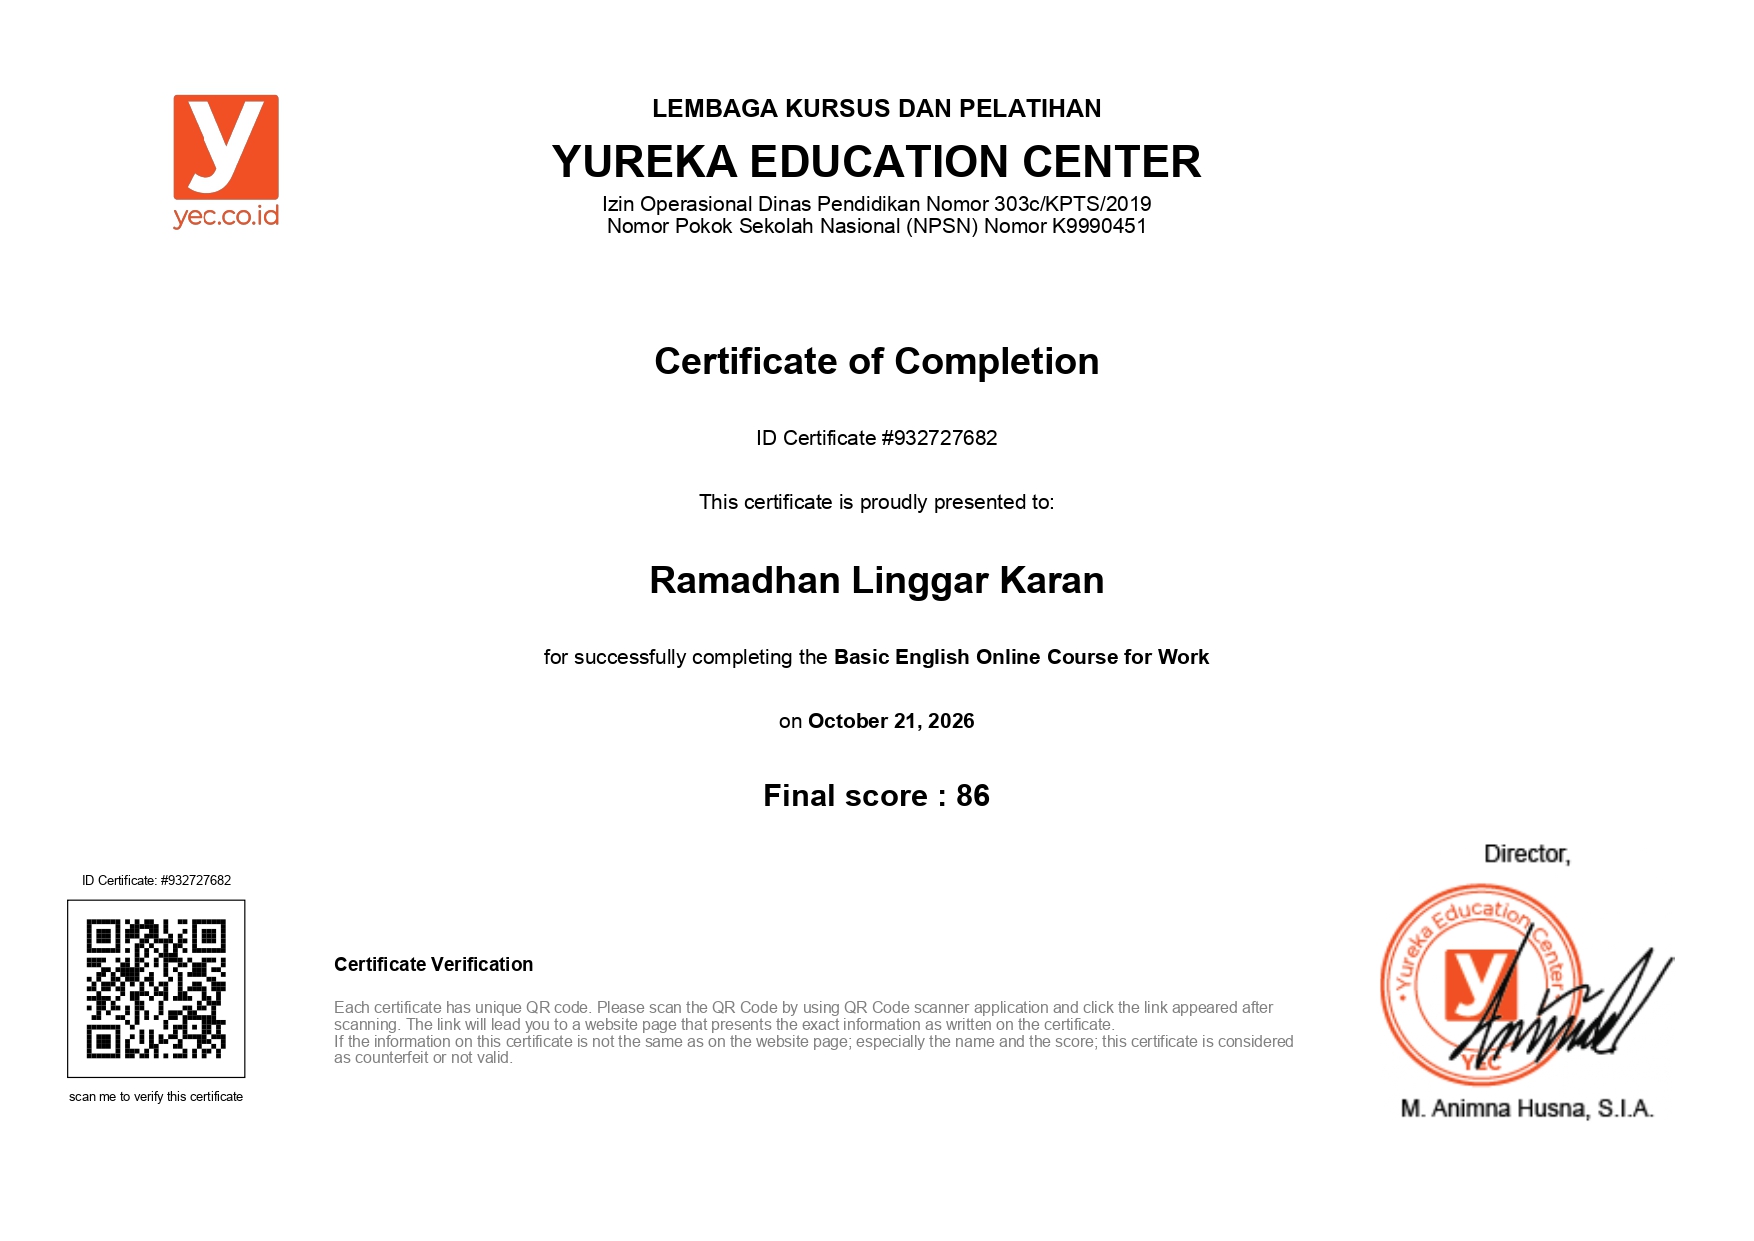 y
yec.co.id
LEMBAGA KURSUS DAN PELATIHAN
YUREKA EDUCATION CENTER
Izin Operasional Dinas Pendidikan Nomor 303c/KPTS/2019
Nomor Pokok Sekolah Nasional (NPSN) Nomor K9990451
Certificate of Completion
ID Certificate #932727682
This certificate is proudly presented to:
Ramadhan Linggar Karan
for successfully completing the Basic English Online Course for Work
on October 21, 2026
Final score : 86
ID Certificate: #932727682
scan me to verify this certificate
Certificate Verification
Each certificate has unique QR code. Please scan the QR Code by using QR Code scanner application and click the link appeared after
scanning. The link will lead you to a website page that presents the exact information as written on the certificate.
If the information on this certificate is not the same as on the website page; especially the name and the score; this certificate is considered
as counterfeit or not valid.
Director,
Yureka Education Center
y
YEC
M. Animna Husna, S.I.A.